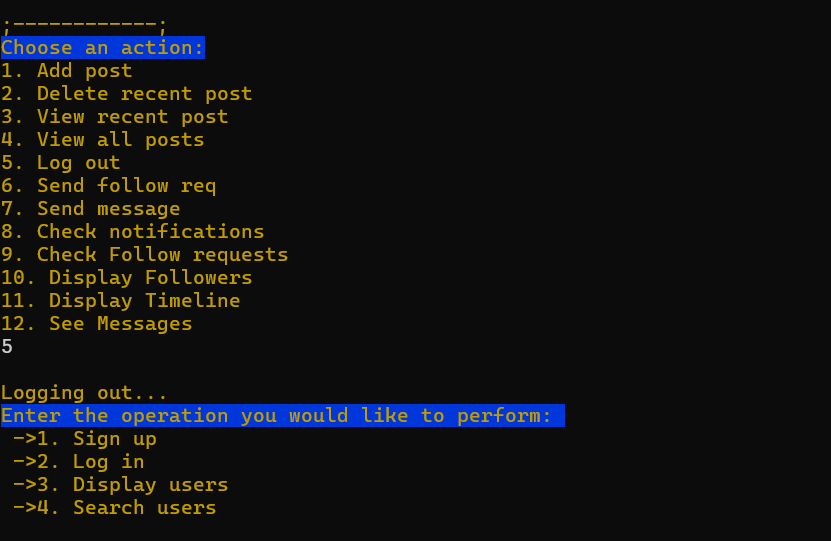 ;------------;
Choose an action:
1. Add post
2. Delete recent post
3. View recent post
4. View all posts
5. Log out
6. Send follow req
7. Send message
8. Check notifications
9. Check Follow requests
10. Display Followers
11. Display Timeline
12. See Messages
5
Logging out...
Enter the operation you would like to perform:
->1. Sign up
->2. Log in
->3. Display users
->4. Search users